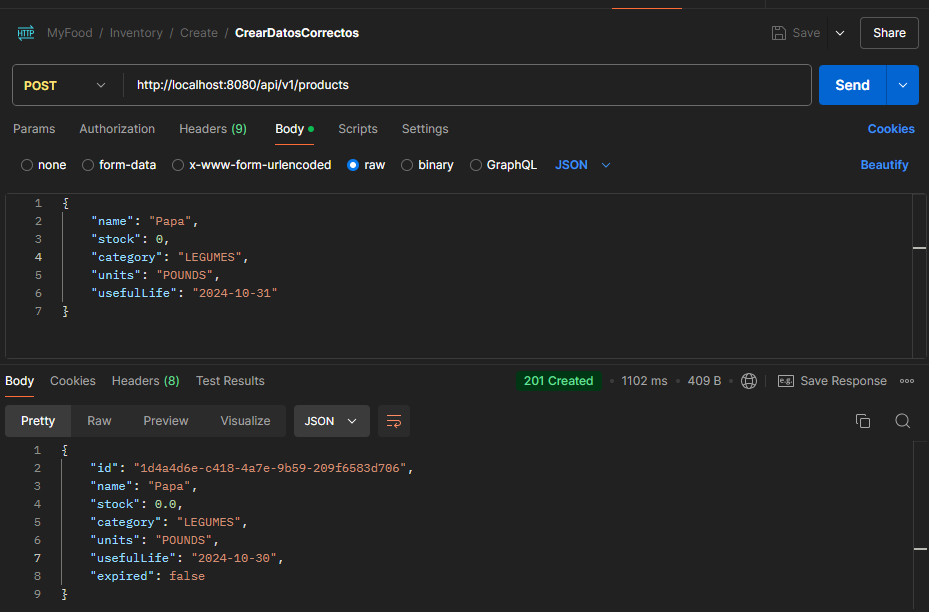 HTTP MyFood / Inventory / Create / CrearDatosCorrectos Save Share
POST http://localhost:8080/api/v1/products Send
Params Authorization Headers (9) Body Scripts Settings Cookies
none form-data x-www-form-urlencoded raw binary GraphQL JSON Beautify
1 {
2 "name": "Papa",
3 "stock": 0,
4 "category": "LEGUMES",
5 "units": "POUNDS",
6 "usefulLife": "2024-10-31"
7 }
Body Cookies Headers (8) Test Results 201 Created • 1102 ms • 409 B • e.g. Save Response
Pretty Raw Preview Visualize JSON
1 {
2 "id": "1d4a4d6e-c418-4a7e-9b59-209f6583d706",
3 "name": "Papa",
4 "stock": 0.0,
5 "category": "LEGUMES",
6 "units": "POUNDS",
7 "usefulLife": "2024-10-30",
8 "expired": false
9 }